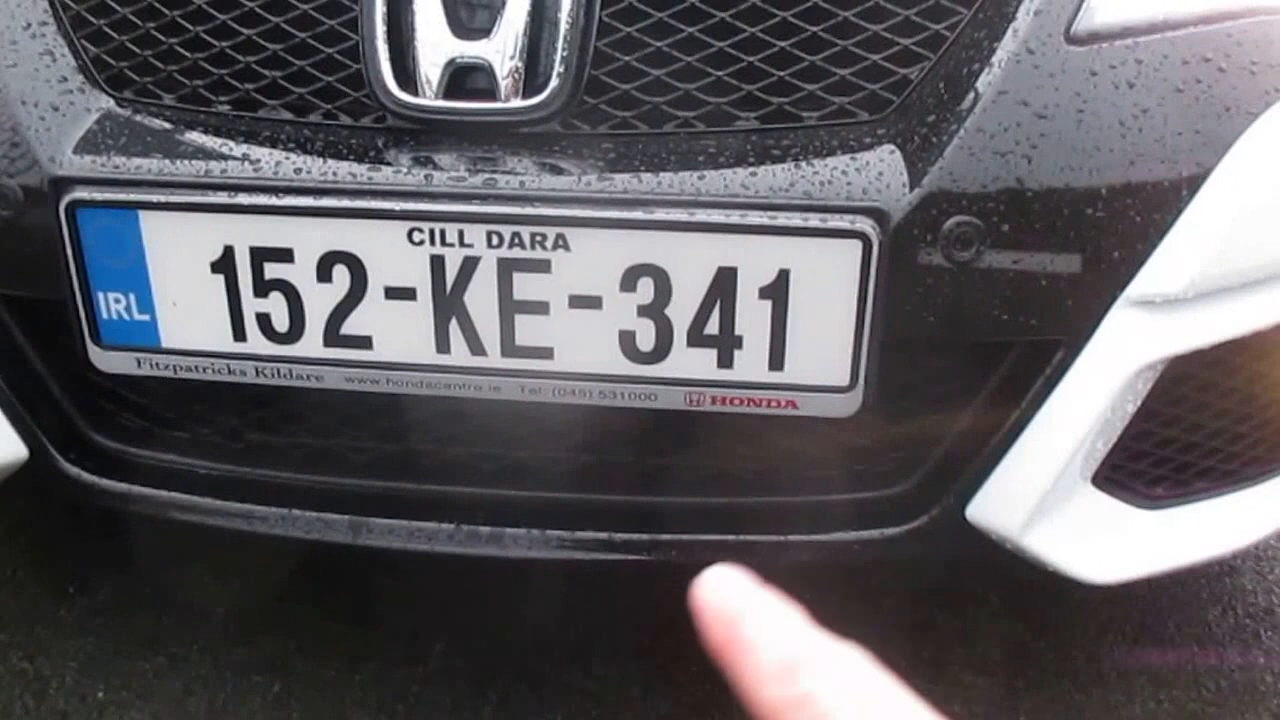 CILL DARA
IRL
152-KE-341
Fitzpatricks Kildare www.hondacentre.ie Tel: (045) 531000 HONDA